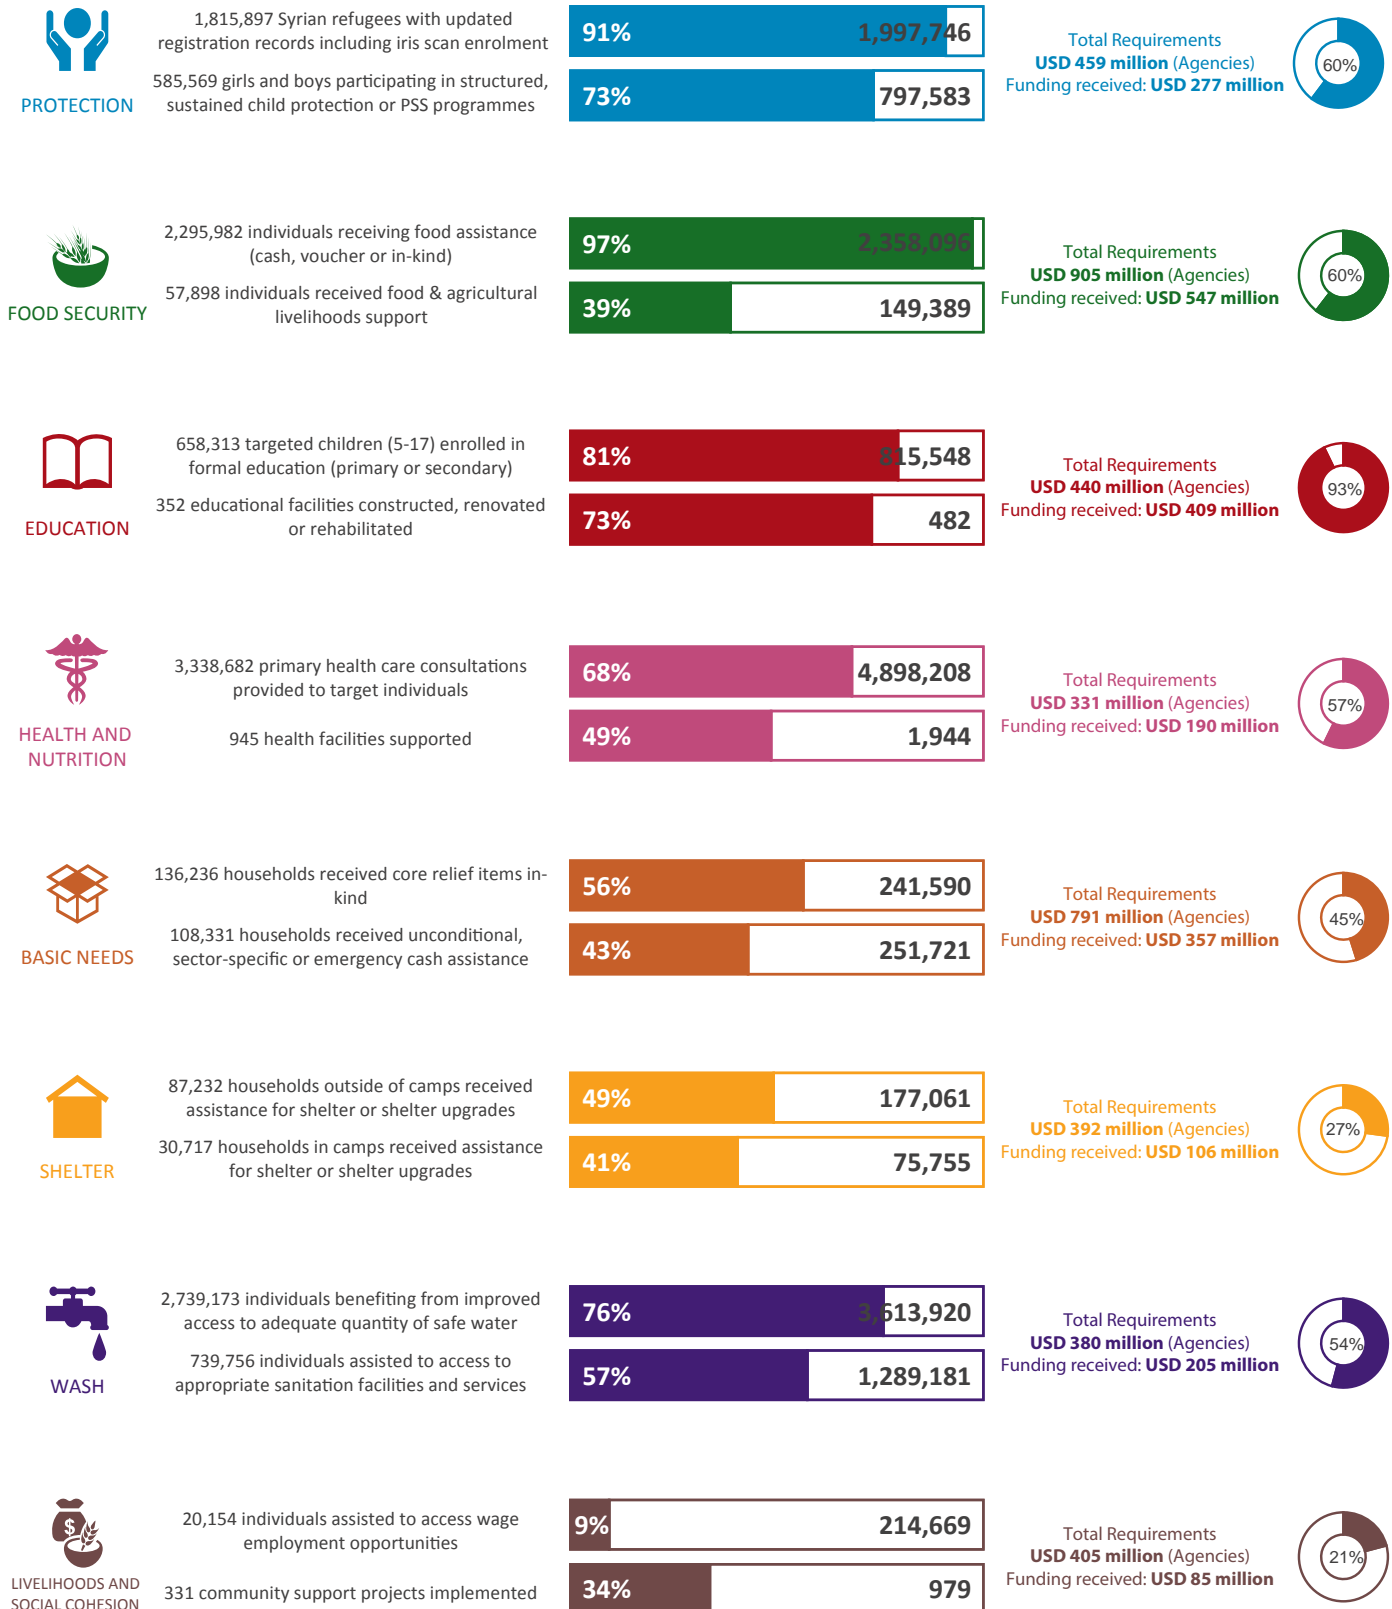 1,815,897 Syrian refugees with updated
registration records including iris scan enrolment
91%
1,997,746
585,569 girls and boys participating in structured,
sustained child protection or PSS programmes
73%
797,583
PROTECTION
Total Requirements
USD 459 million (Agencies)
Funding received: USD 277 million
60%
2,295,982 individuals receiving food assistance
(cash, voucher or in-kind)
97%
2,358,096
57,898 individuals received food & agricultural
livelihoods support
39%
149,389
FOOD SECURITY
Total Requirements
USD 905 million (Agencies)
Funding received: USD 547 million
60%
658,313 targeted children (5-17) enrolled in
formal education (primary or secondary)
81%
815,548
352 educational facilities constructed, renovated
or rehabilitated
73%
482
EDUCATION
Total Requirements
USD 440 million (Agencies)
Funding received: USD 409 million
93%
3,338,682 primary health care consultations
provided to target individuals
68%
4,898,208
945 health facilities supported
49%
1,944
HEALTH AND
NUTRITION
Total Requirements
USD 331 million (Agencies)
Funding received: USD 190 million
57%
136,236 households received core relief items in-
kind
56%
241,590
108,331 households received unconditional,
sector-specific or emergency cash assistance
43%
251,721
BASIC NEEDS
Total Requirements
USD 791 million (Agencies)
Funding received: USD 357 million
45%
87,232 households outside of camps received
assistance for shelter or shelter upgrades
49%
177,061
30,717 households in camps received assistance
for shelter or shelter upgrades
41%
75,755
SHELTER
Total Requirements
USD 392 million (Agencies)
Funding received: USD 106 million
27%
2,739,173 individuals benefiting from improved
access to adequate quantity of safe water
76%
3,613,920
739,756 individuals assisted to access to
appropriate sanitation facilities and services
57%
1,289,181
WASH
Total Requirements
USD 380 million (Agencies)
Funding received: USD 205 million
54%
$
20,154 individuals assisted to access wage
employment opportunities
9%
214,669
331 community support projects implemented
34%
979
LIVELIHOODS AND
SOCIAL COHESION
Total Requirements
USD 405 million (Agencies)
Funding received: USD 85 million
21%